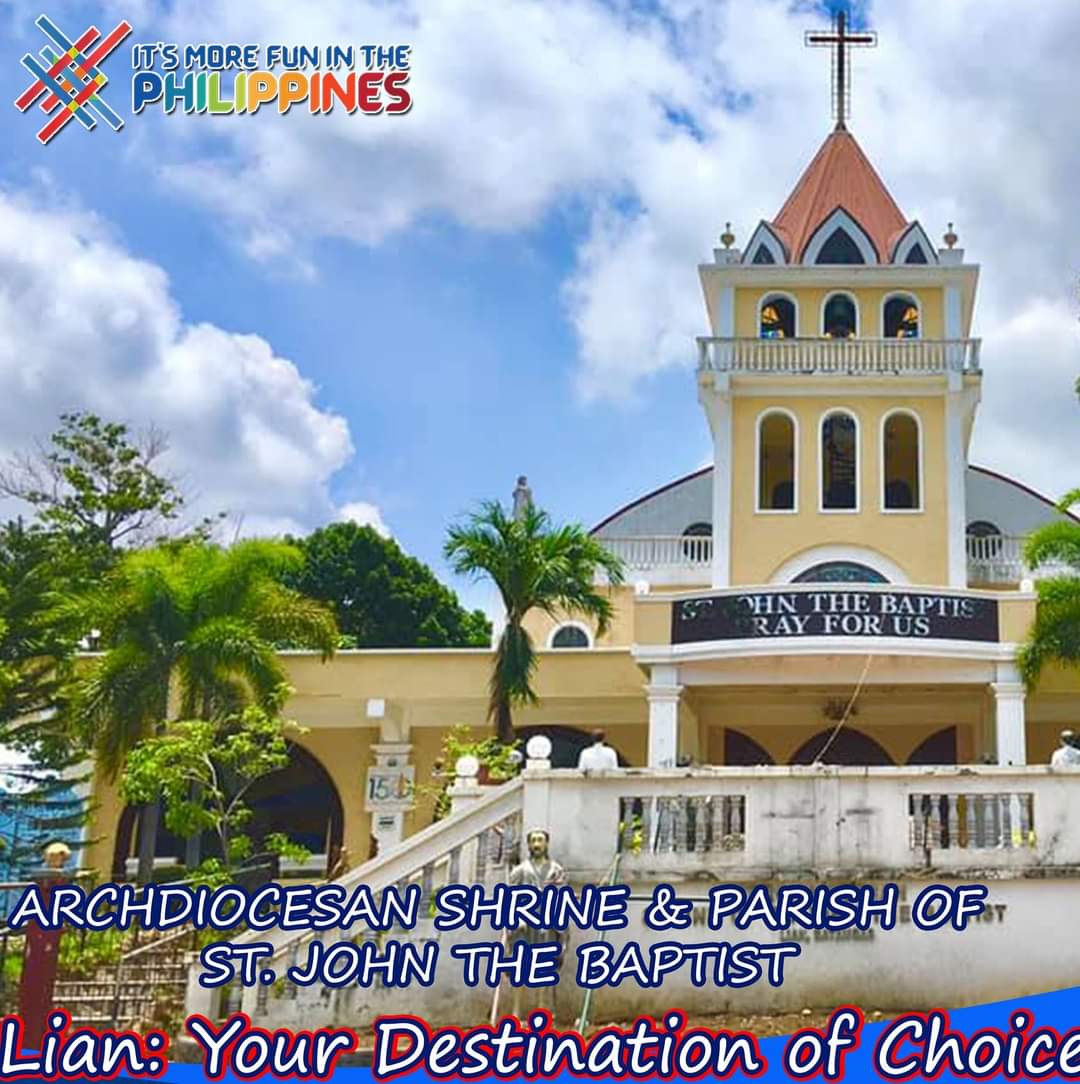 IT'S MORE FUN IN THE
PHILIPPINES
ST. JOHN THE BAPTIST
PRAY FOR US
ARCHDIOCESAN SHRINE & PARISH OF
ST. JOHN THE BAPTIST
Lian: Your Destination of Choice